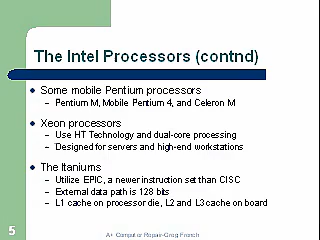 The Intel Processors (contnd)
Some mobile Pentium processors
– Pentium M, Mobile Pentium 4, and Celeron M
Xeon processors
– Use HT Technology and dual-core processing
– Designed for servers and high-end workstations
The Itaniums
– Utilize EPIC, a newer instruction set than CISC
– External data path is 128 bits
– L1 cache on processor die, L2 and L3 cache on board
5
A+ Computer Repair-Greg French